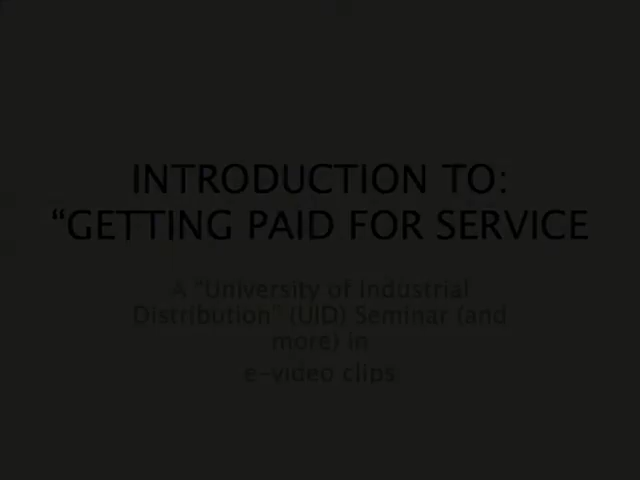 INTRODUCTION TO:
“GETTING PAID FOR SERVICE
A “University of Industrial
Distribution” (UID) Seminar (and
more) in
e-video clips